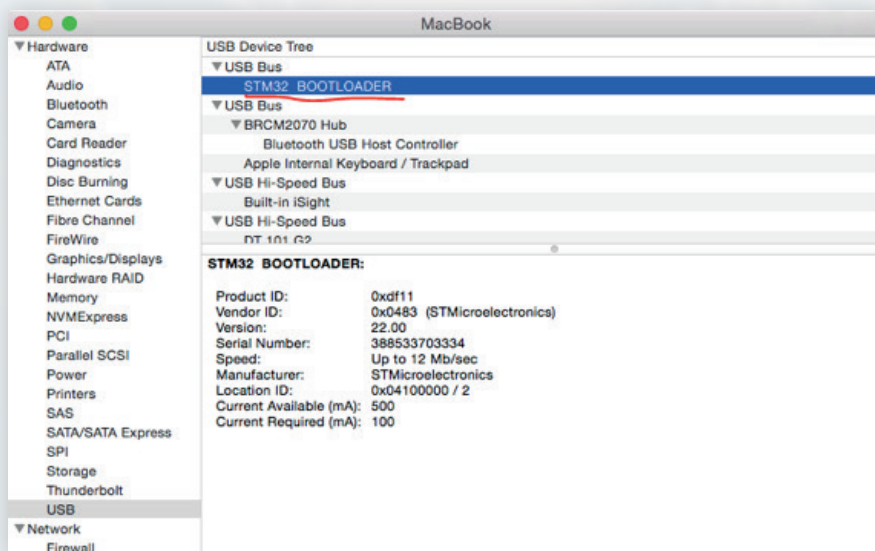 MacBook
Hardware
ATA
Audio
Bluetooth
Camera
Card Reader
Diagnostics
Disc Burning
Ethernet Cards
Fibre Channel
FireWire
Graphics/Displays
Hardware RAID
Memory
NVMExpress
PCI
Parallel SCSI
Power
Printers
SAS
SATA/SATA Express
SPI
Storage
Thunderbolt
USB
Network
Firewall
USB Device Tree
USB Bus
STM32 BOOTLOADER
USB Bus
BRCM2070 Hub
Bluetooth USB Host Controller
Apple Internal Keyboard / Trackpad
USB Hi-Speed Bus
Built-in iSight
USB Hi-Speed Bus
DT 101 G2
STM32 BOOTLOADER:
Product ID: 0xdf11
Vendor ID: 0x0483 (STMicroelectronics)
Version: 22.00
Serial Number: 388533703334
Speed: Up to 12 Mb/sec
Manufacturer: STMicroelectronics
Location ID: 0x04100000 / 2
Current Available (mA): 500
Current Required (mA): 100